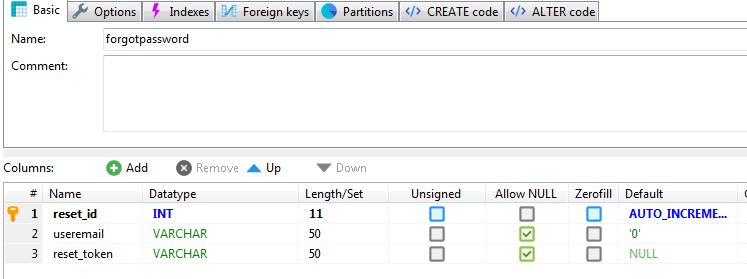 Basic Options Indexes Foreign keys Partitions </> CREATE code </> ALTER code
Name: forgotpassword
Comment:
Columns: Add Remove Up Down
# Name Datatype Length/Set Unsigned Allow NULL Zerofill Default
1 reset_id INT 11 AUTO_INCREME...
2 useremail VARCHAR 50 '0'
3 reset_token VARCHAR 50 NULL